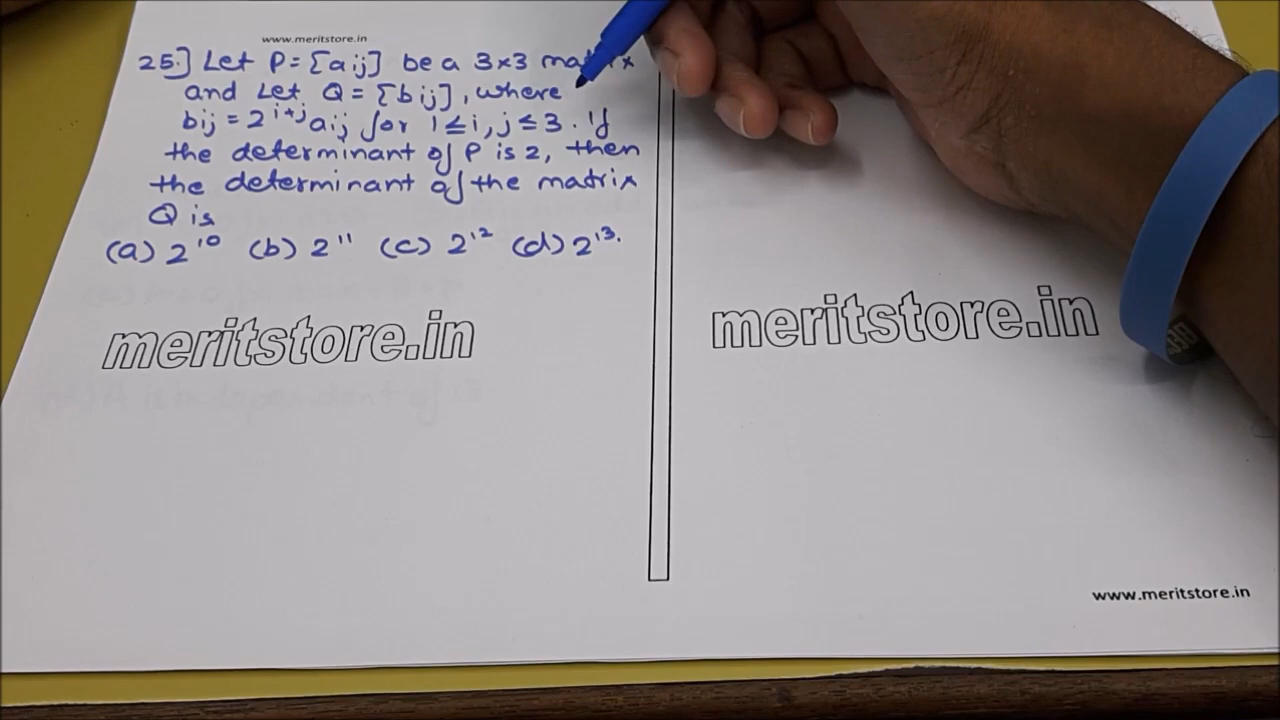 www.meritstore.in
25.] Let P = [aij] be a 3x3 matrix
and Let Q = [bij], where
bij = 2^{i+j} aij for 1 ≤ i, j ≤ 3. If
the determinant of P is 2, then
the determinant of the matrix
Q is
(a) 2^{10} (b) 2^{11} (c) 2^{12} (d) 2^{13}.
meritstore.in
meritstore.in
www.meritstore.in